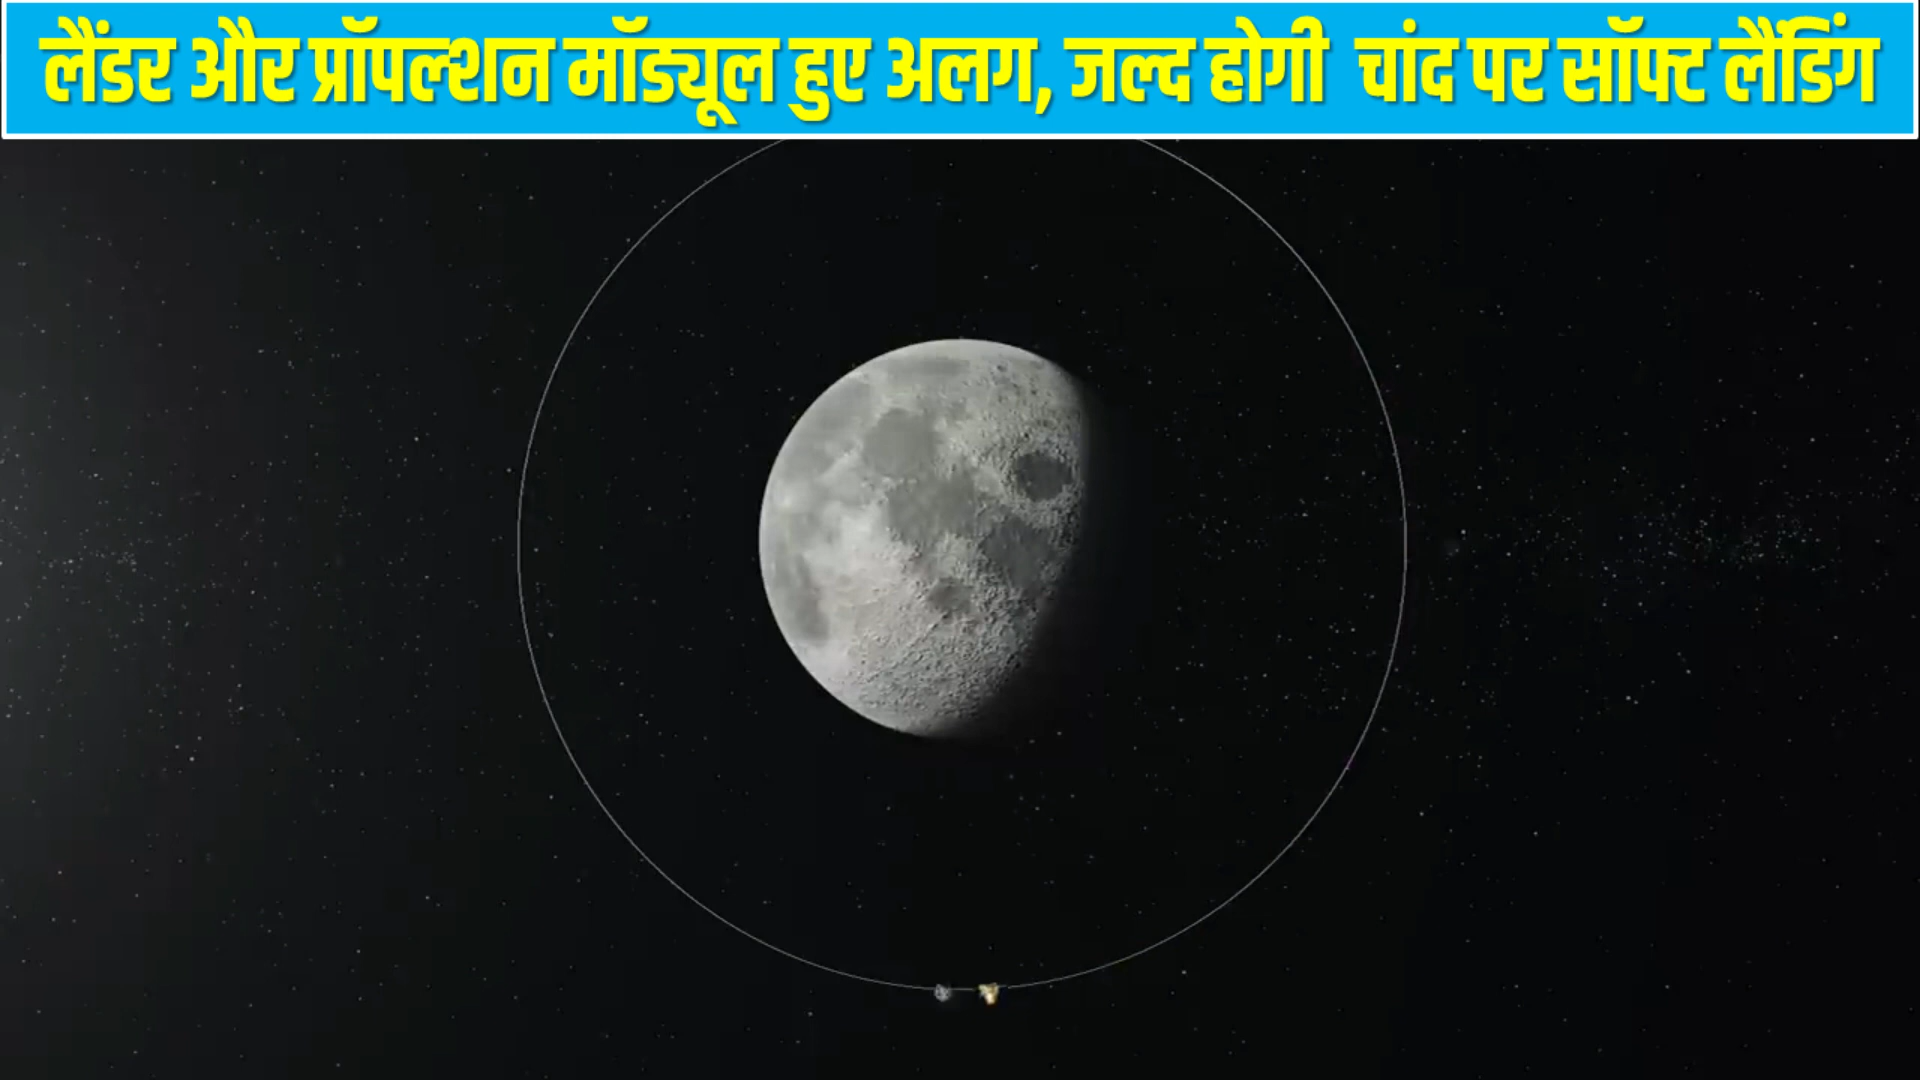 लैंडर और प्रॉपल्शन मॉड्यूल हुए अलग, जल्द होगी चांद पर सॉफ्ट लैंडिंग